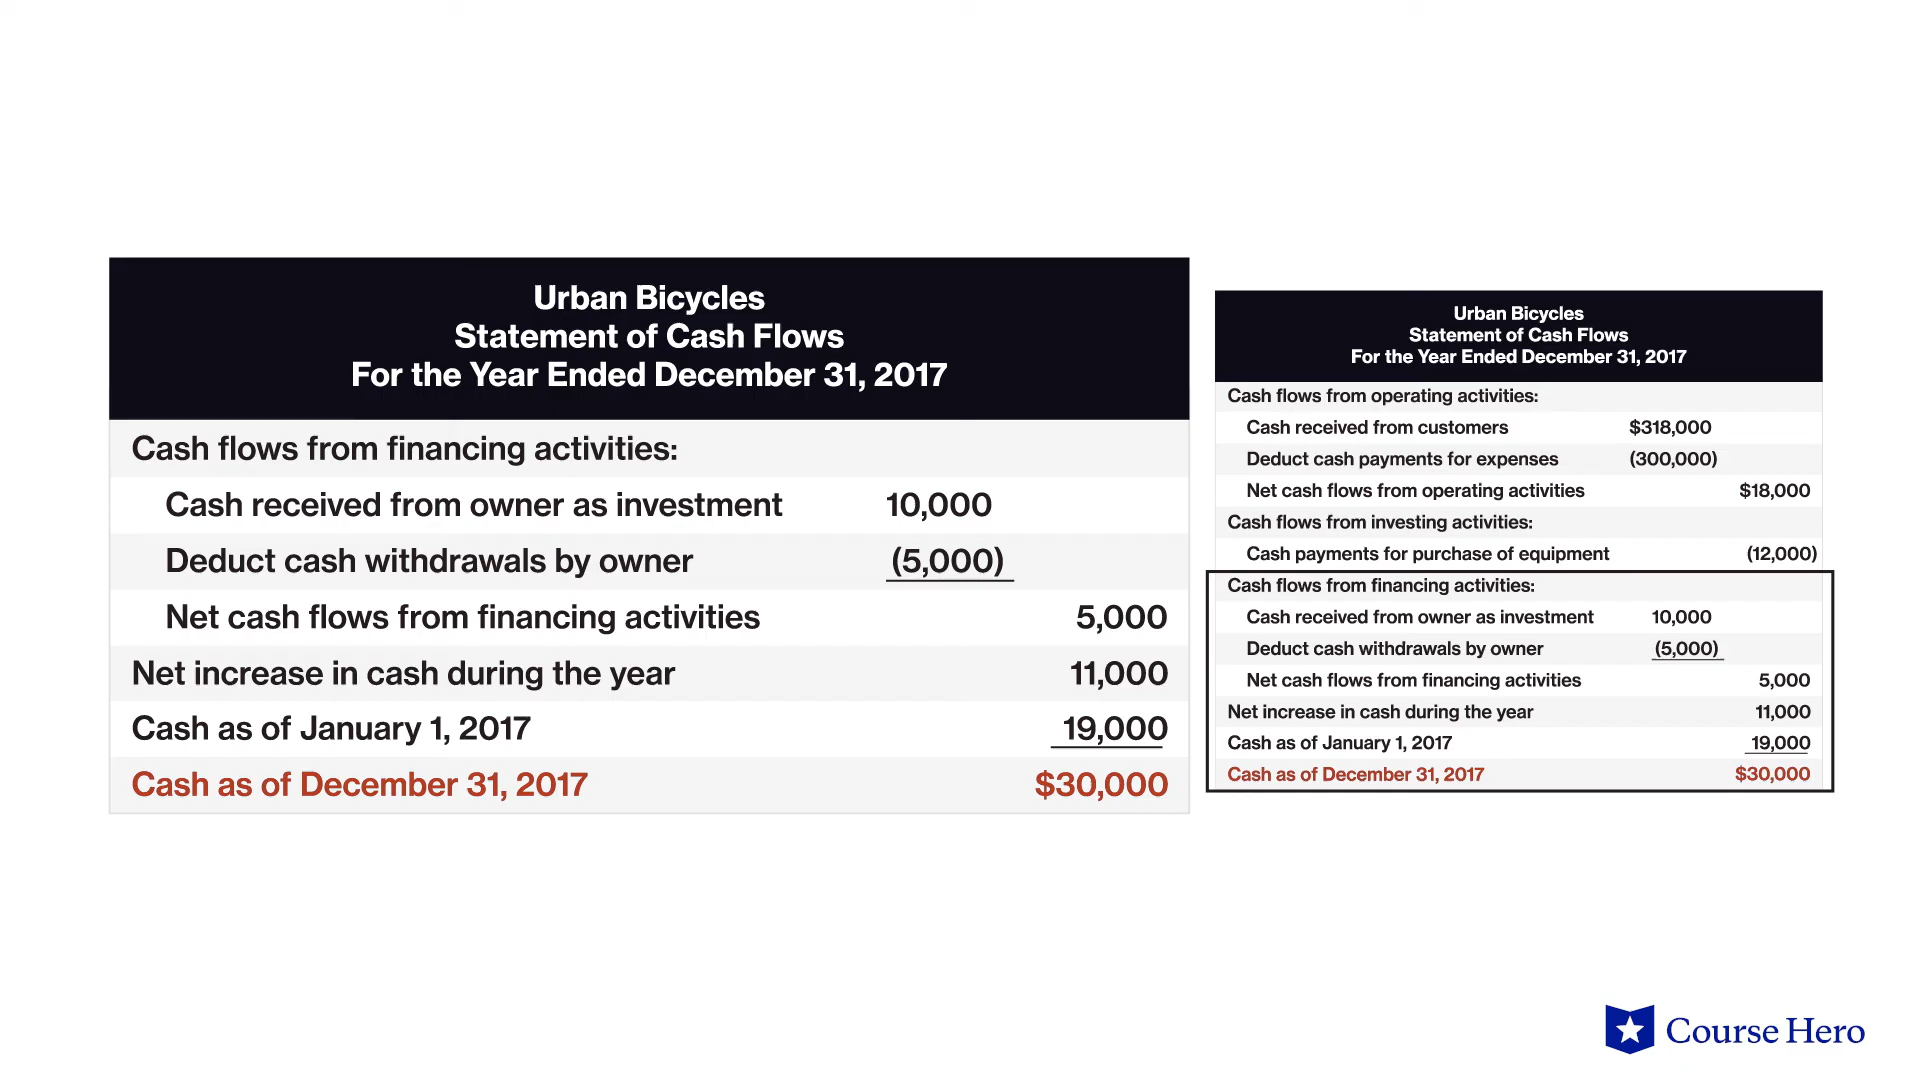 Urban Bicycles
Statement of Cash Flows
For the Year Ended December 31, 2017
Cash flows from financing activities:
Cash received from owner as investment 10,000
Deduct cash withdrawals by owner (5,000)
Net cash flows from financing activities 5,000
Net increase in cash during the year 11,000
Cash as of January 1, 2017 19,000
Cash as of December 31, 2017 $30,000
Urban Bicycles
Statement of Cash Flows
For the Year Ended December 31, 2017
Cash flows from operating activities:
Cash received from customers $318,000
Deduct cash payments for expenses (300,000)
Net cash flows from operating activities $18,000
Cash flows from investing activities:
Cash payments for purchase of equipment (12,000)
Cash flows from financing activities:
Cash received from owner as investment 10,000
Deduct cash withdrawals by owner (5,000)
Net cash flows from financing activities 5,000
Net increase in cash during the year 11,000
Cash as of January 1, 2017 19,000
Cash as of December 31, 2017 $30,000
Course Hero